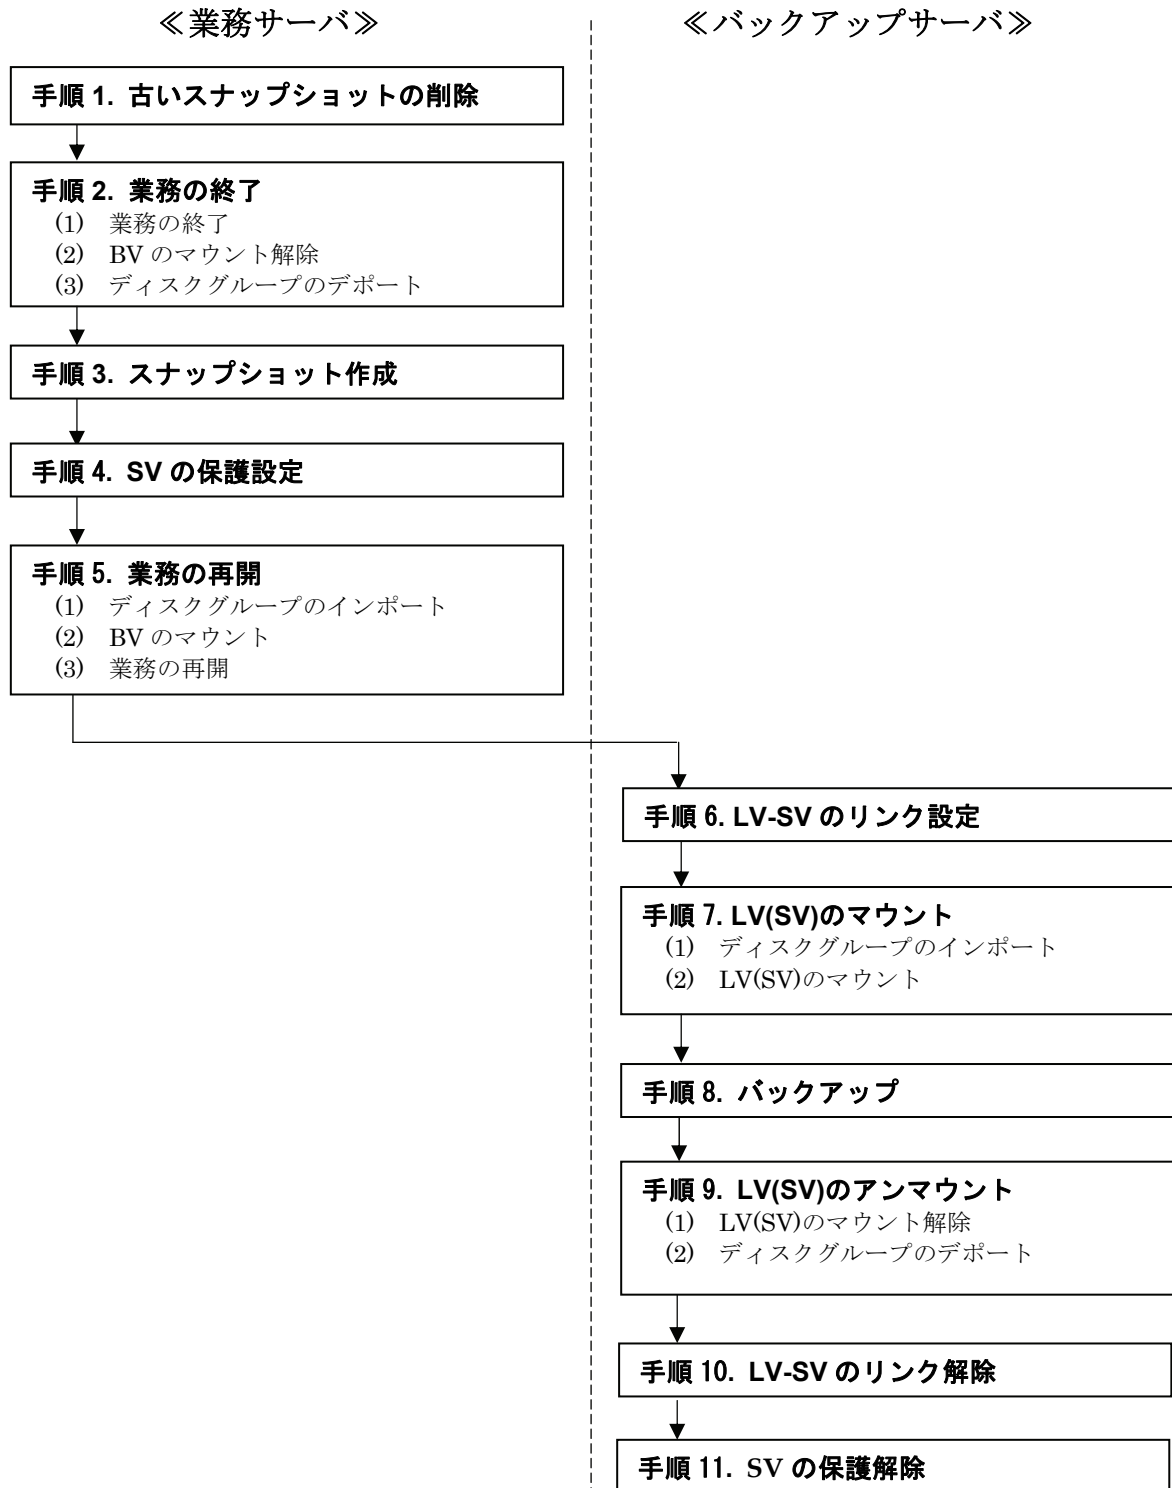 ≪業務サーバ≫
≪バックアップサーバ≫
手順 1. 古いスナップショットの削除
手順 2. 業務の終了
(1) 業務の終了
(2) BV のマウント解除
(3) ディスクグループのデポート
手順 3. スナップショット作成
手順 4. SV の保護設定
手順 5. 業務の再開
(1) ディスクグループのインポート
(2) BV のマウント
(3) 業務の再開
手順 6. LV-SV のリンク設定
手順 7. LV(SV)のマウント
(1) ディスクグループのインポート
(2) LV(SV)のマウント
手順 8. バックアップ
手順 9. LV(SV)のアンマウント
(1) LV(SV)のマウント解除
(2) ディスクグループのデポート
手順 10. LV-SV のリンク解除
手順 11. SV の保護解除